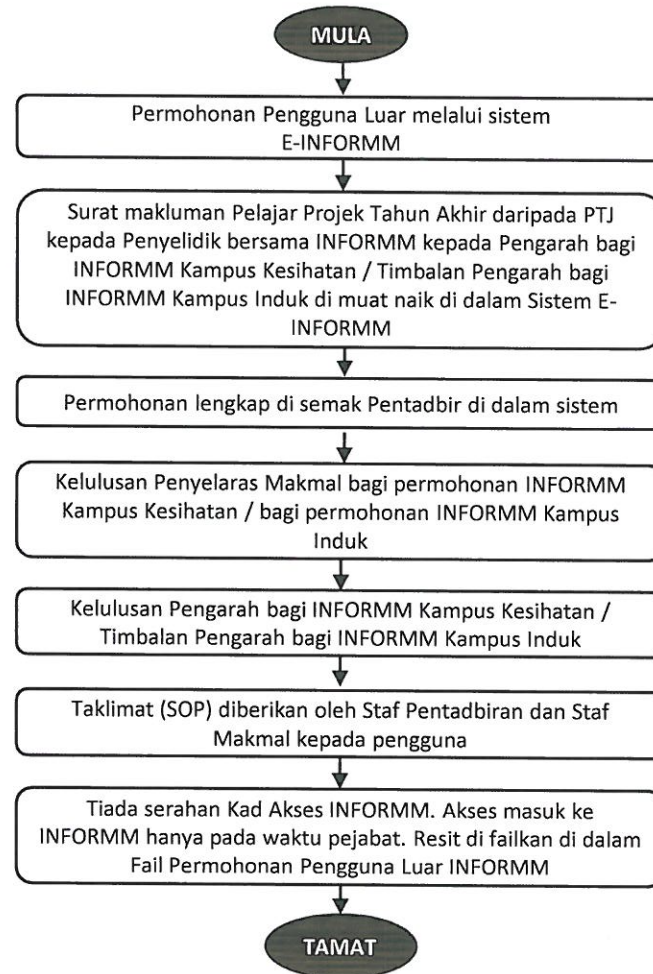 MULA
Permohonan Pengguna Luar melalui sistem
E-INFORMM
Surat makluman Pelajar Projek Tahun Akhir daripada PTJ
kepada Penyelidik bersama INFORMM kepada Pengarah bagi
INFORMM Kampus Kesihatan / Timbalan Pengarah bagi
INFORMM Kampus Induk di muat naik di dalam Sistem E-
INFORMM
Permohonan lengkap di semak Pentadbir di dalam sistem
Kelulusan Penyelaras Makmal bagi permohonan INFORMM
Kampus Kesihatan / bagi permohonan INFORMM Kampus
Induk
Kelulusan Pengarah bagi INFORMM Kampus Kesihatan /
Timbalan Pengarah bagi INFORMM Kampus Induk
Taklimat (SOP) diberikan oleh Staf Pentadbiran dan Staf
Makmal kepada pengguna
Tiada serahan Kad Akses INFORMM. Akses masuk ke
INFORMM hanya pada waktu pejabat. Resit di failkan di dalam
Fail Permohonan Pengguna Luar INFORMM
TAMAT